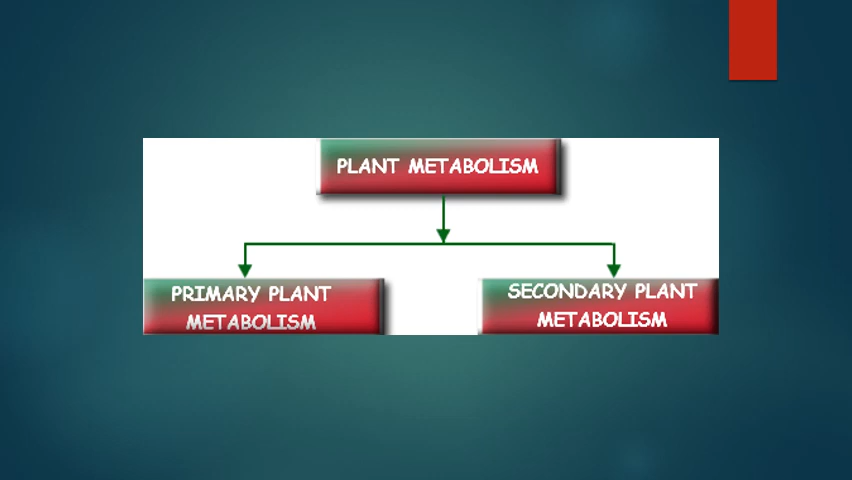 PLANT METABOLISM
PRIMARY PLANT
METABOLISM
SECONDARY PLANT
METABOLISM